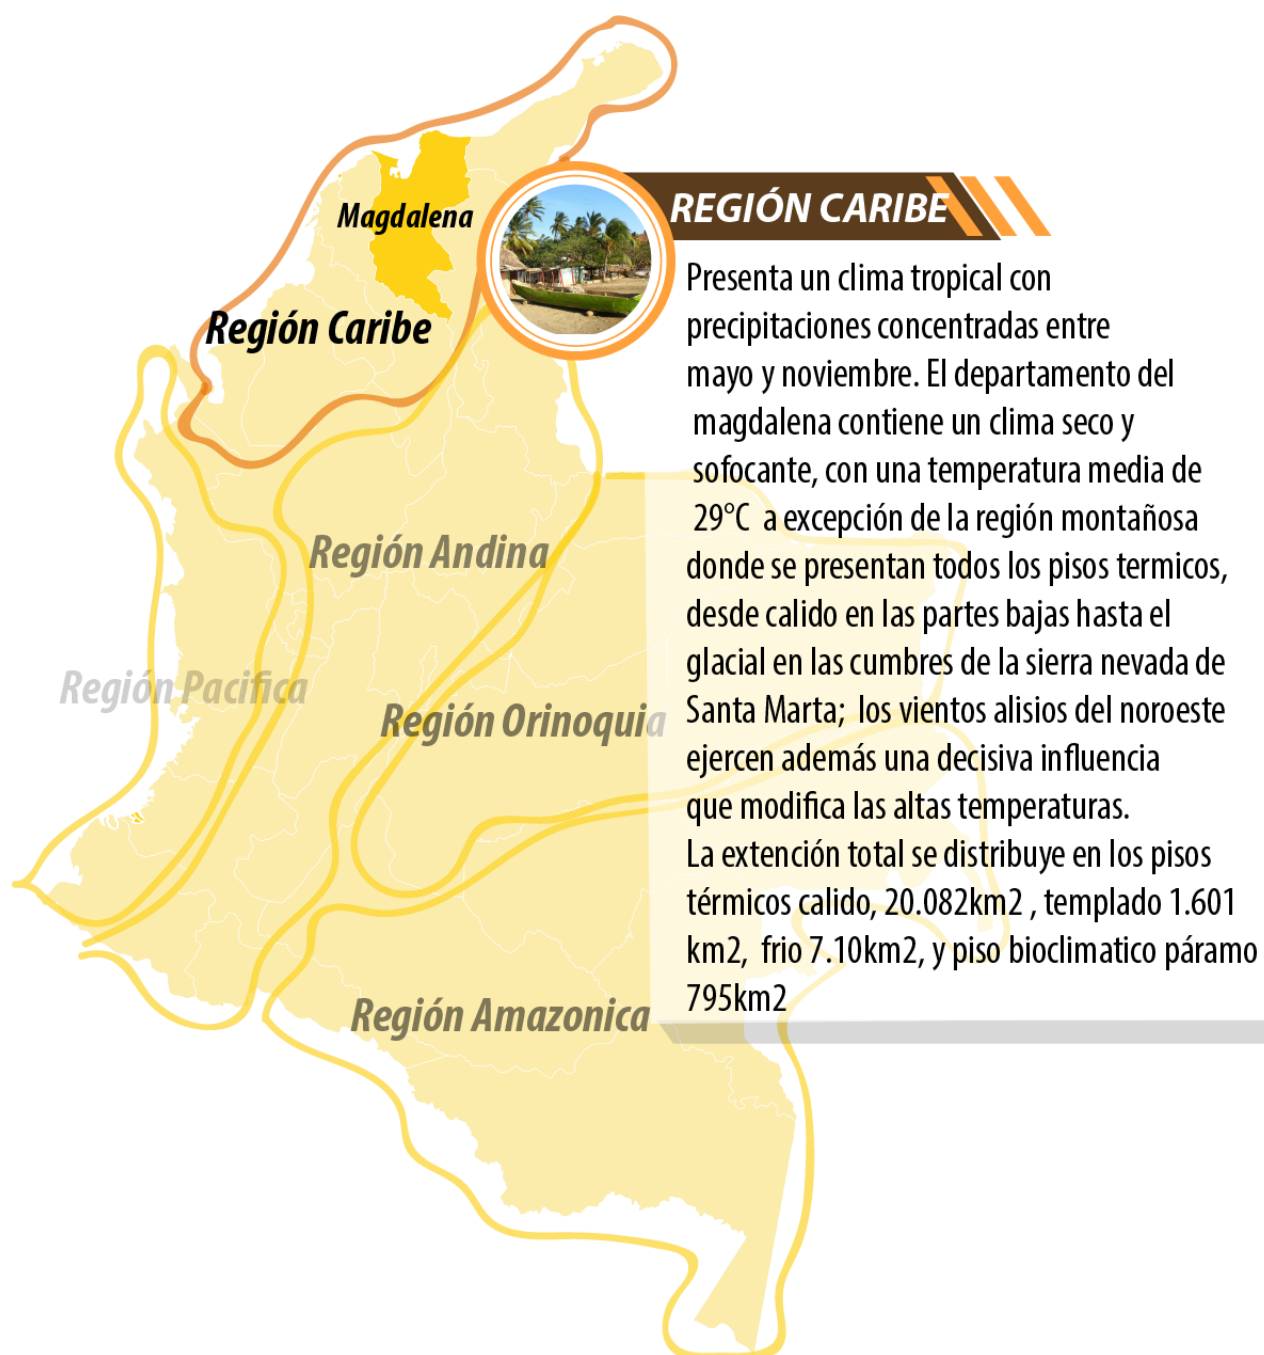 Magdalena
Región Caribe
Región Andina
Región Pacifica
Región Orinoquia
Región Amazonica
REGIÓN CARIBE
Presenta un clima tropical con
precipitaciones concentradas entre
mayo y noviembre. El departamento del
magdalena contiene un clima seco y
sofocante, con una temperatura media de
29°C a excepción de la región montañosa
donde se presentan todos los pisos termicos,
desde calido en las partes bajas hasta el
glacial en las cumbres de la sierra nevada de
Santa Marta; los vientos alisios del noroeste
ejercen además una decisiva influencia
que modifica las altas temperaturas.
La extención total se distribuye en los pisos
térmicos calido, 20.082km2 , templado 1.601
km2, frio 7.10km2, y piso bioclimatico páramo
795km2